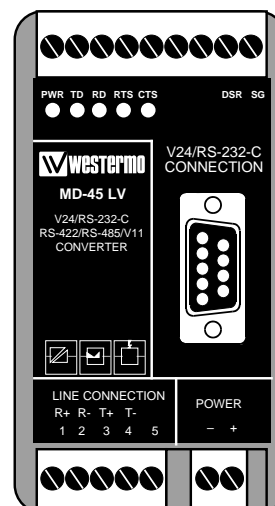 PWR TD RD RTS CTS DSR SG
Westermo
MD-45 LV
V24/RS-232-C
RS-422/RS-485/V11
CONVERTER
V24/RS-232-C
CONNECTION
LINE CONNECTION
R+ R- T+ T-
1 2 3 4 5
POWER
– +